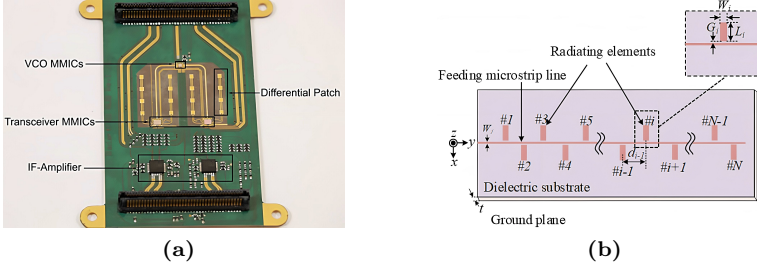 VCO MMICs
Differential Patch
Transceiver MMICs
IF-Amplifier
(a)
W_i
G_i
L_i
Radiating elements
Feeding microstrip line
#1
#3
#5
#i
#N-1
W_f
z
y
x
d_{i-1}
#2
#4
#i-1
#i+1
#N
Dielectric substrate
t
Ground plane
(b)